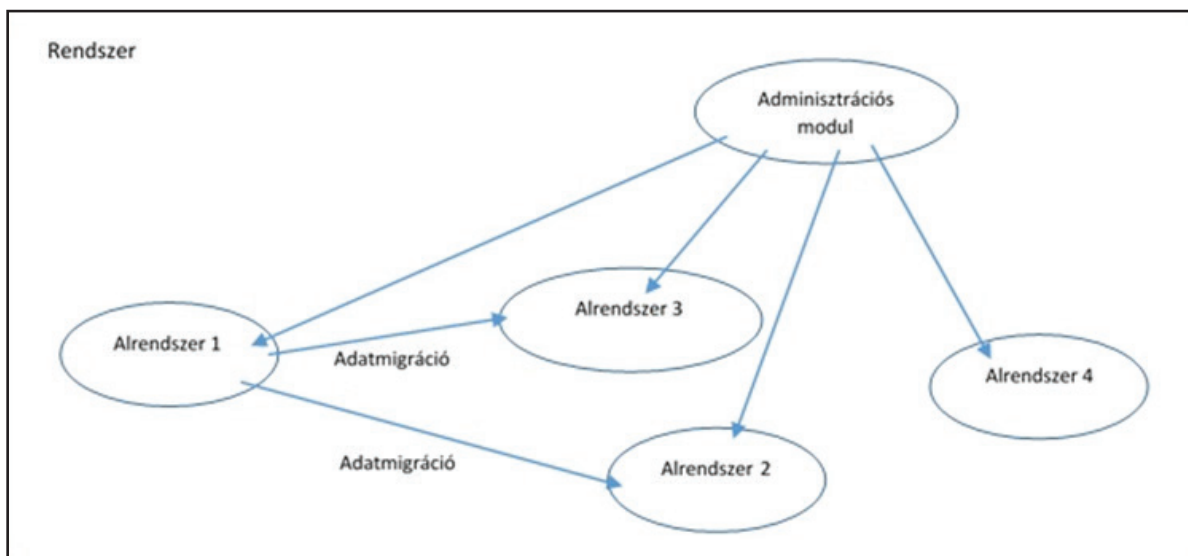 Rendszer
Adminisztrációs
modul
Alrendszer 3
Alrendszer 1
Adatmigráció
Alrendszer 4
Adatmigráció
Alrendszer 2